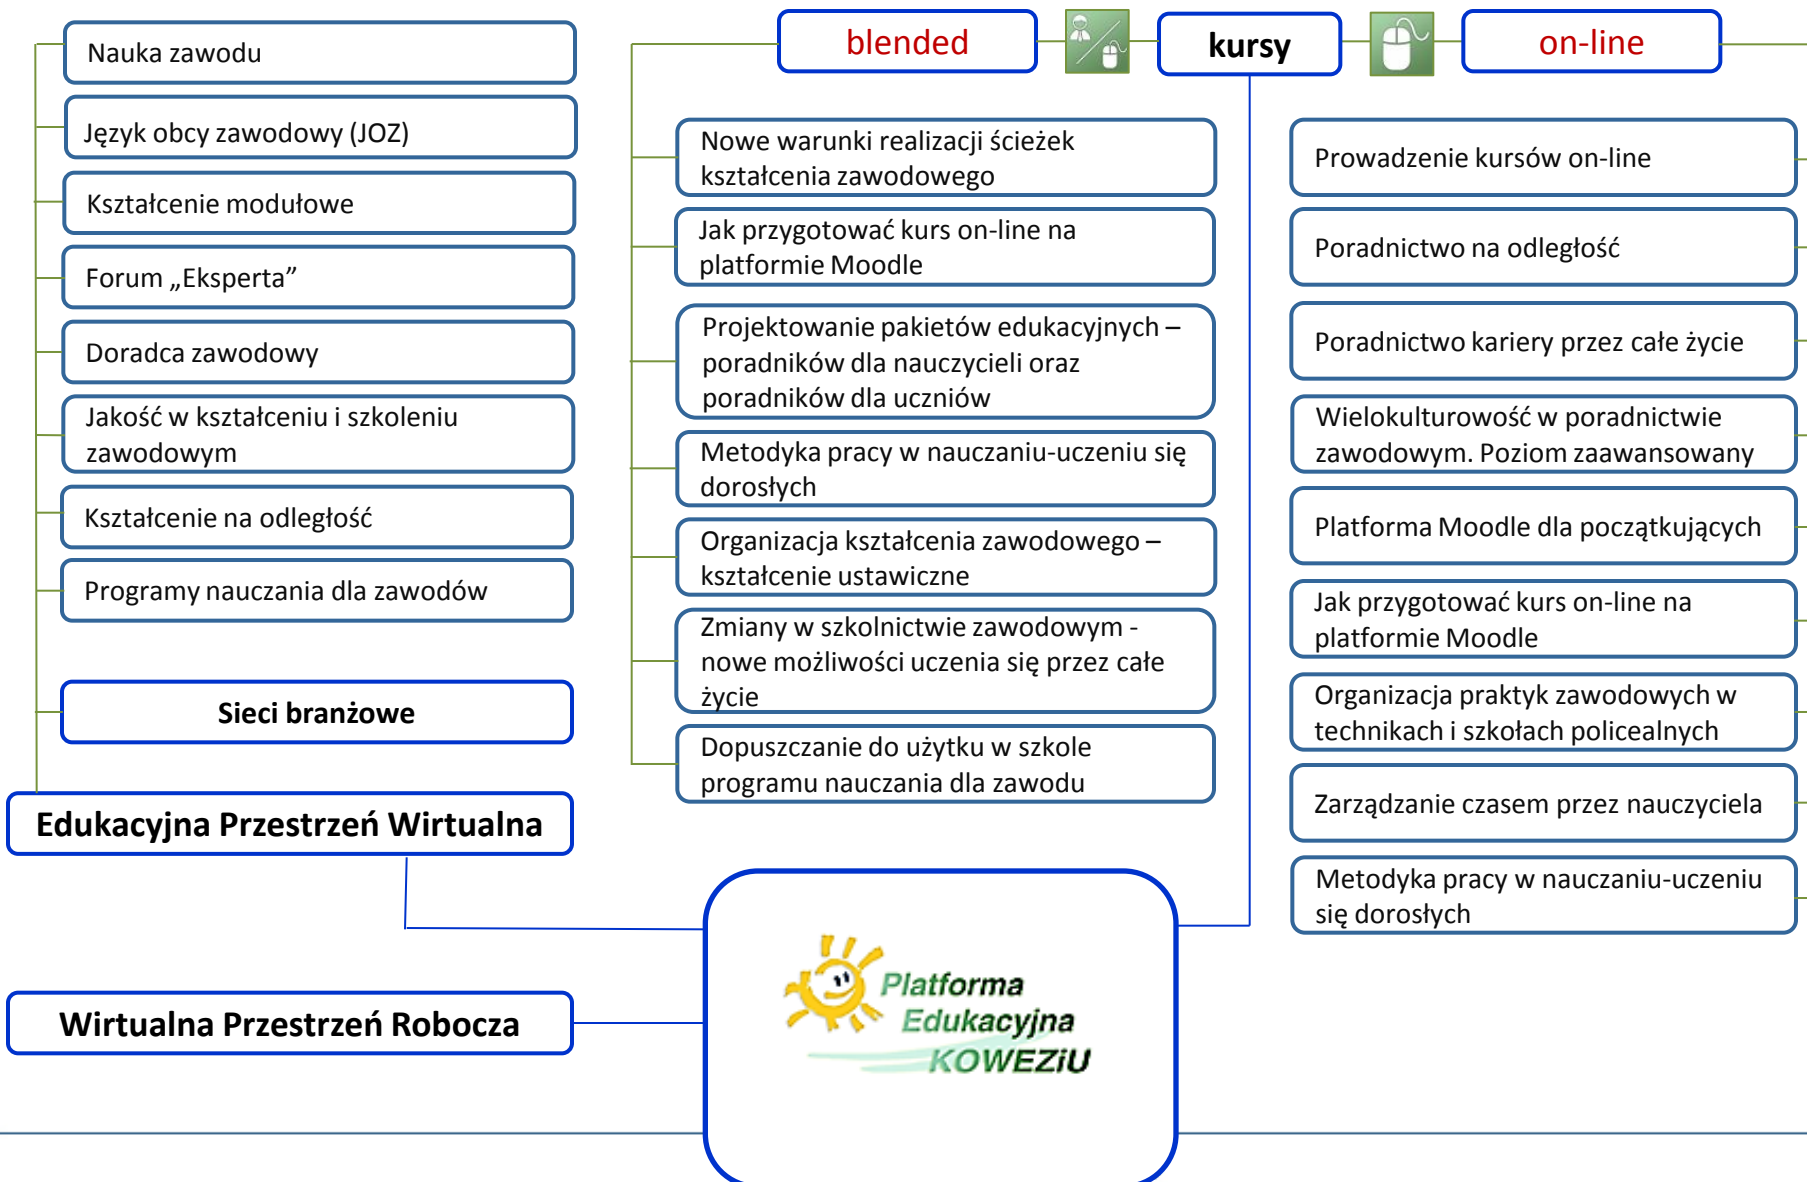 Nauka zawodu
Język obcy zawodowy (JOZ)
Kształcenie modułowe
Forum „Eksperta”
Doradca zawodowy
Jakość w kształceniu i szkoleniu
zawodowym
Kształcenie na odległość
Programy nauczania dla zawodów
Sieci branżowe
Edukacyjna Przestrzeń Wirtualna
Wirtualna Przestrzeń Robocza
blended
kursy
on-line
Nowe warunki realizacji ścieżek
kształcenia zawodowego
Jak przygotować kurs on-line na
platformie Moodle
Projektowanie pakietów edukacyjnych –
poradników dla nauczycieli oraz
poradników dla uczniów
Metodyka pracy w nauczaniu-uczeniu się
dorosłych
Organizacja kształcenia zawodowego –
kształcenie ustawiczne
Zmiany w szkolnictwie zawodowym -
nowe możliwości uczenia się przez całe
życie
Dopuszczanie do użytku w szkole
programu nauczania dla zawodu
Prowadzenie kursów on-line
Poradnictwo na odległość
Poradnictwo kariery przez całe życie
Wielokulturowość w poradnictwie
zawodowym. Poziom zaawansowany
Platforma Moodle dla początkujących
Jak przygotować kurs on-line na
platformie Moodle
Organizacja praktyk zawodowych w
technikach i szkołach policealnych
Zarządzanie czasem przez nauczyciela
Metodyka pracy w nauczaniu-uczeniu
się dorosłych
Platforma
Edukacyjna
KOWEZiU